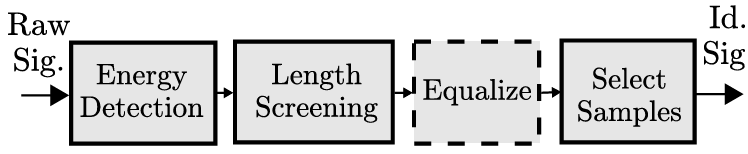 Raw
Sig.
Energy
Detection
Length
Screening
Equalize
Select
Samples
Id.
Sig